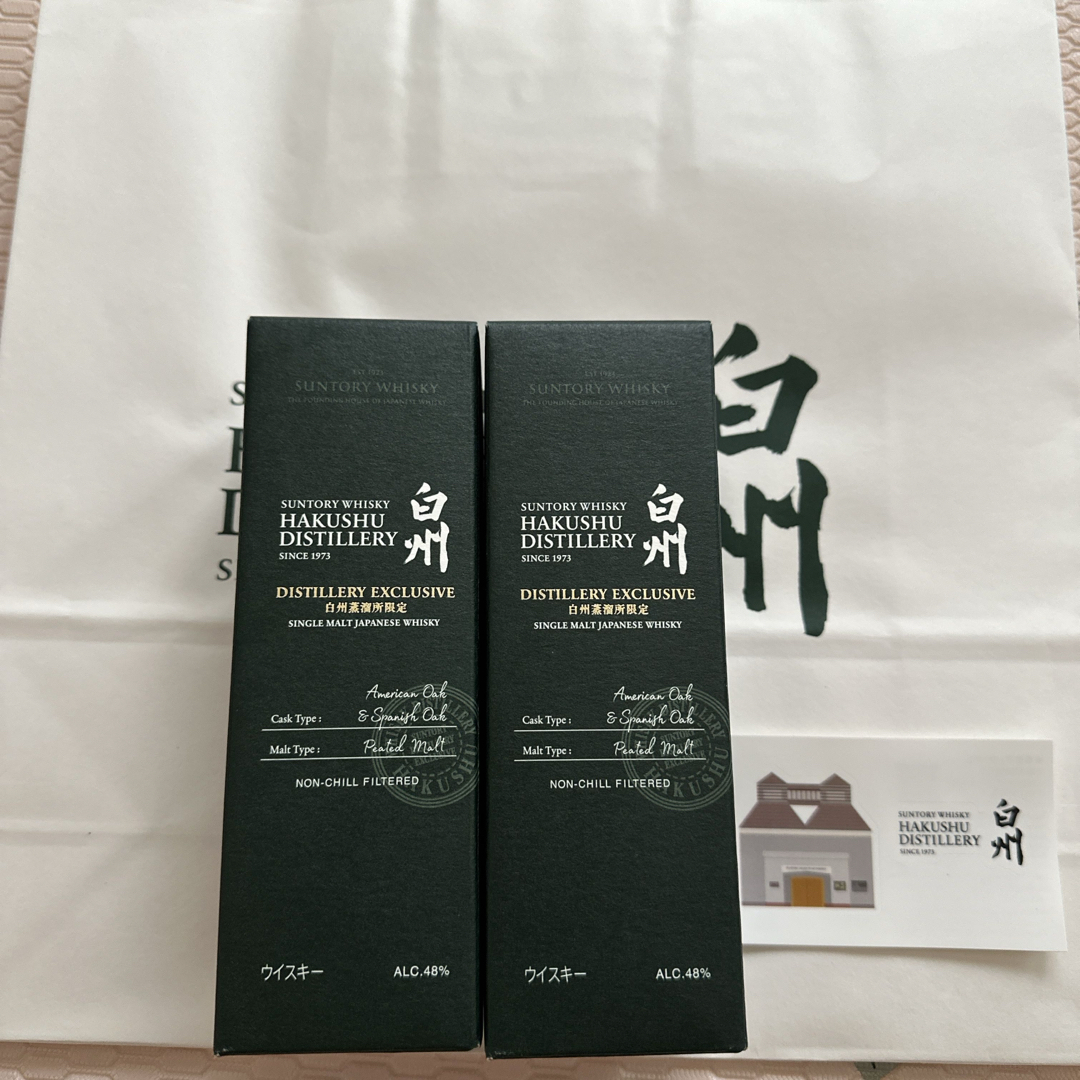 EST. 1923
SUNTORY WHISKY
THE FOUNDING HOUSE OF JAPANESE WHISKY
SUNTORY WHISKY
HAKUSHU
DISTILLERY
SINCE 1973
白州
DISTILLERY EXCLUSIVE
白州蒸溜所限定
SINGLE MALT JAPANESE WHISKY
Cask Type : American Oak
& Spanish Oak
Malt Type : Peated Malt
NON-CHILL FILTERED
HAKUSHU
ウイスキー ALC.48%
EST. 1923
SUNTORY WHISKY
THE FOUNDING HOUSE OF JAPANESE WHISKY
SUNTORY WHISKY
HAKUSHU
DISTILLERY
SINCE 1973
白州
DISTILLERY EXCLUSIVE
白州蒸溜所限定
SINGLE MALT JAPANESE WHISKY
Cask Type : American Oak
& Spanish Oak
Malt Type : Peated Malt
NON-CHILL FILTERED
HAKUSHU
ウイスキー ALC.48%
白州
SUNTORY WHISKY
HAKUSHU
DISTILLERY
SINCE 1973
白州